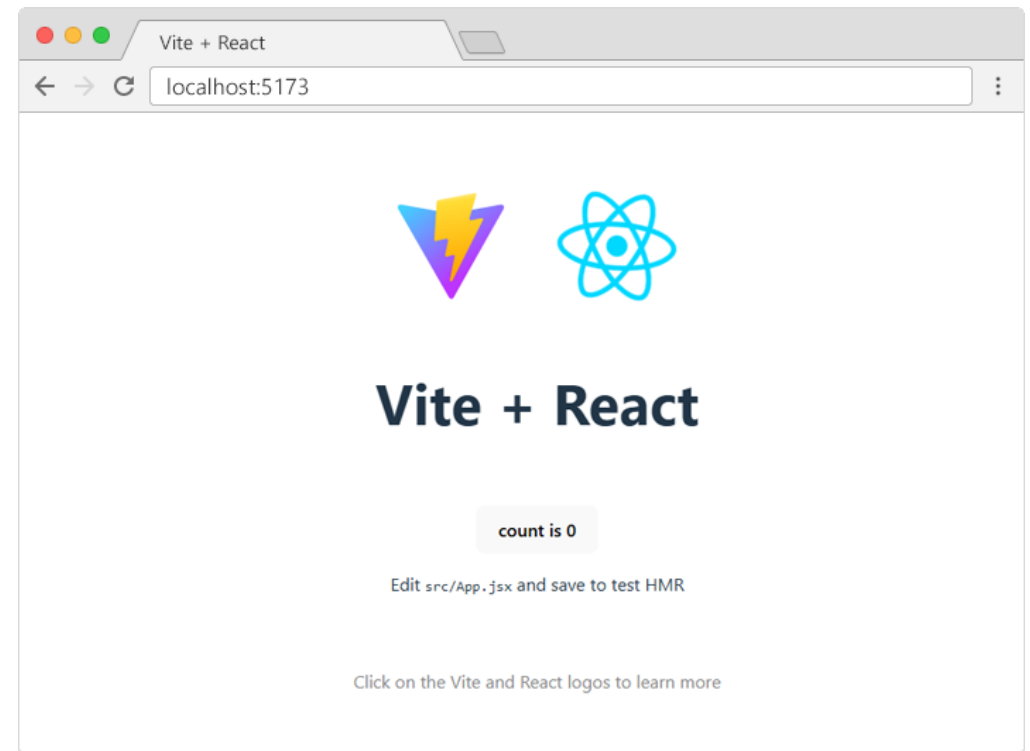 Vite + React
localhost:5173
Vite + React
count is 0
Edit src/App.jsx and save to test HMR
Click on the Vite and React logos to learn more